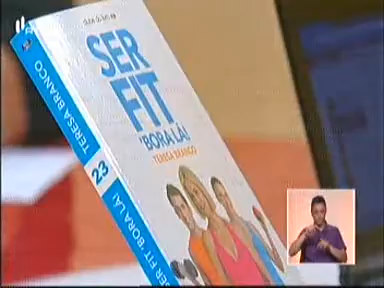 SER
FIT
'BORA LÁ!
TERESA BRANCO
TERESA BRANCO
23
SER FIT 'BORA LÁ!